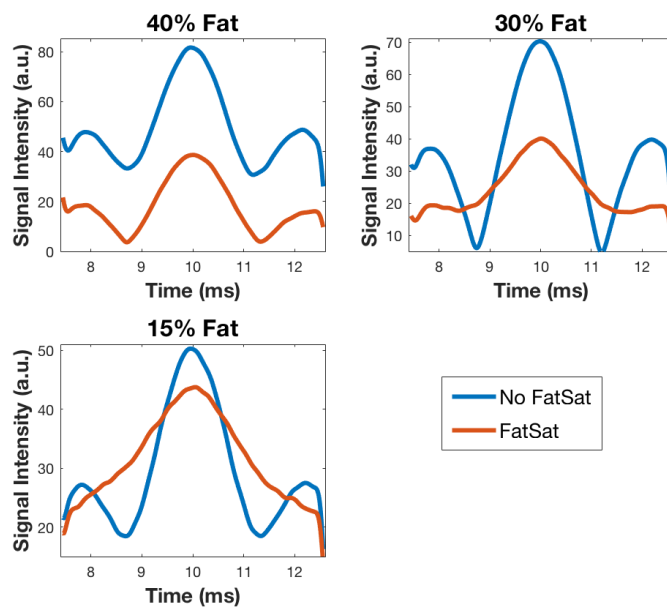 40% Fat
Signal Intensity (a.u.)
80
60
40
20
0
8 9 10 11 12
Time (ms)
30% Fat
Signal Intensity (a.u.)
70
60
50
40
30
20
10
8 9 10 11 12
Time (ms)
15% Fat
Signal Intensity (a.u.)
50
40
30
20
8 9 10 11 12
Time (ms)
No FatSat
FatSat